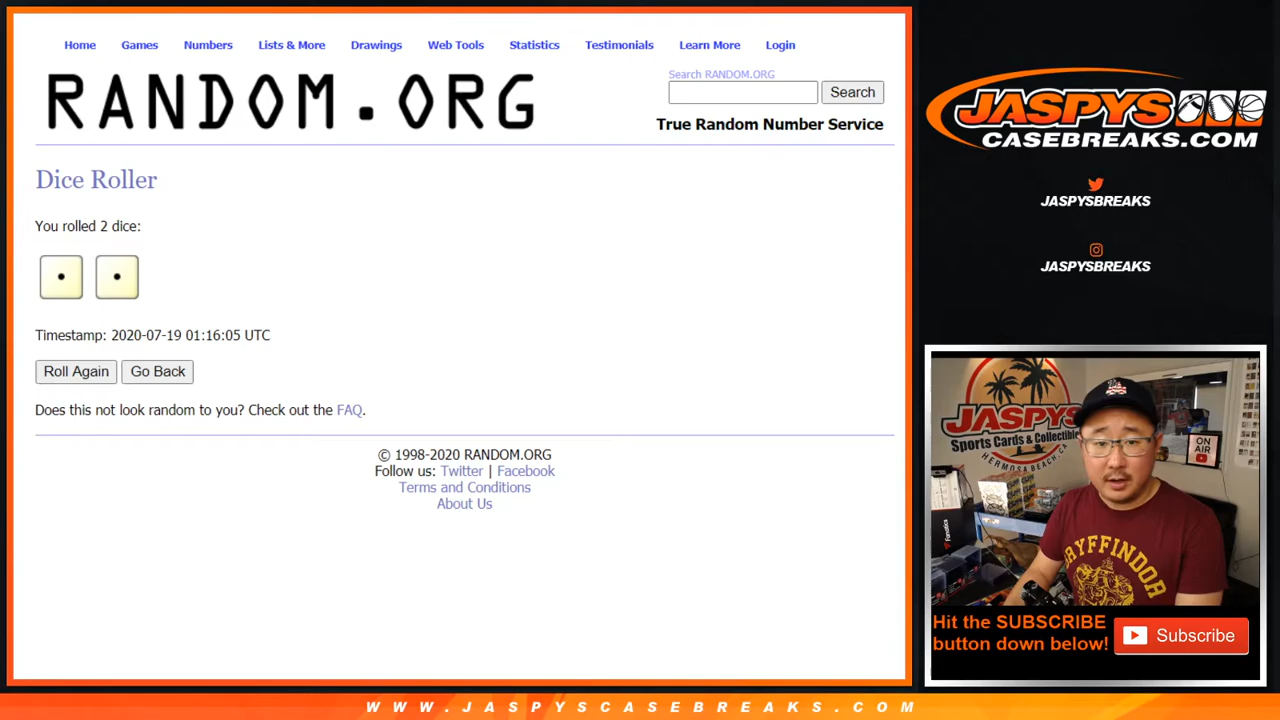 Home Games Numbers Lists & More Drawings Web Tools Statistics Testimonials Learn More Login
RANDOM.ORG
Search RANDOM.ORG
Search
True Random Number Service
Dice Roller
You rolled 2 dice:
Timestamp: 2020-07-19 01:16:05 UTC
Roll Again Go Back
Does this not look random to you? Check out the FAQ.
© 1998-2020 RANDOM.ORG
Follow us: Twitter | Facebook
Terms and Conditions
About Us
JASPYS
CASEBREAKS.COM
JASPYSBREAKS
JASPYSBREAKS
JASPYS
Sports Cards & Collectibles
HERMOSA BEACH, CA
ON AIR
Fanatics
GRYFFINDOR
Hit the SUBSCRIBE
button down below!
Subscribe
WWW.JASPYSCASEBREAKS.COM